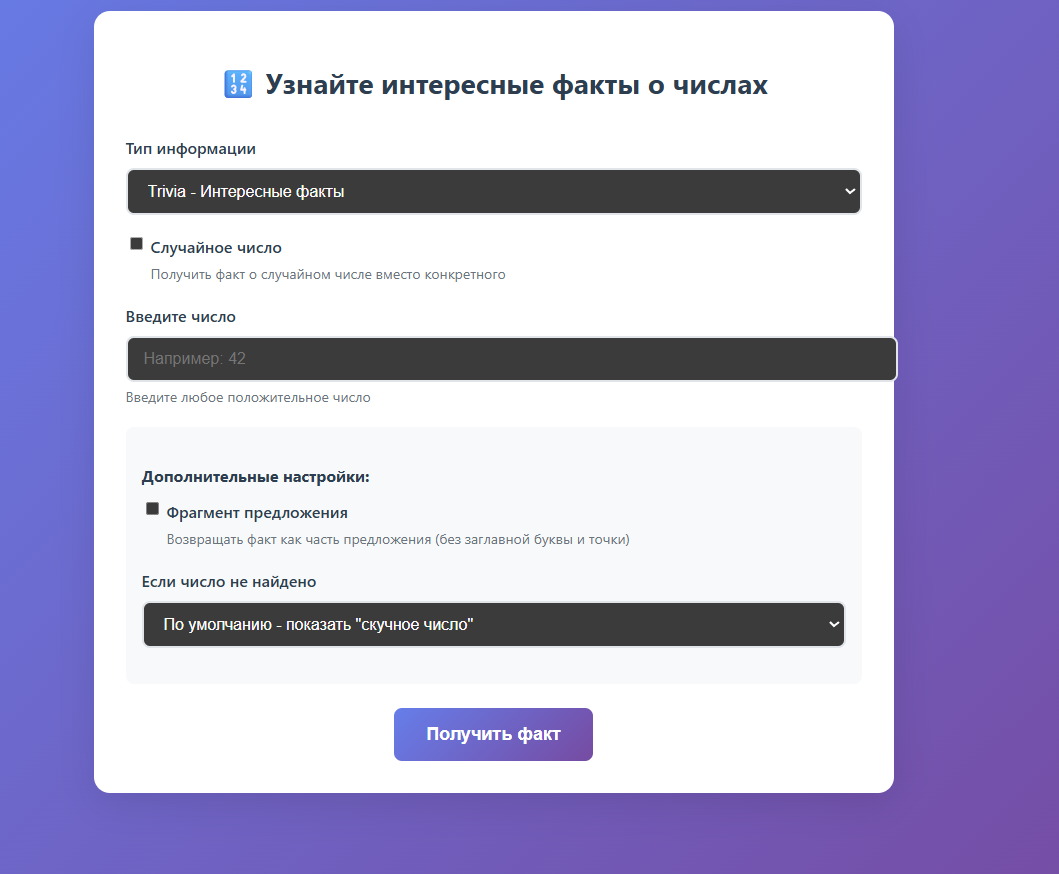 🔢 Узнайте интересные факты о числах
Тип информации
Trivia - Интересные факты
Случайное число
Получить факт о случайном числе вместо конкретного
Введите число
Например: 42
Введите любое положительное число
Дополнительные настройки:
Фрагмент предложения
Возвращать факт как часть предложения (без заглавной буквы и точки)
Если число не найдено
По умолчанию - показать "скучное число"
Получить факт